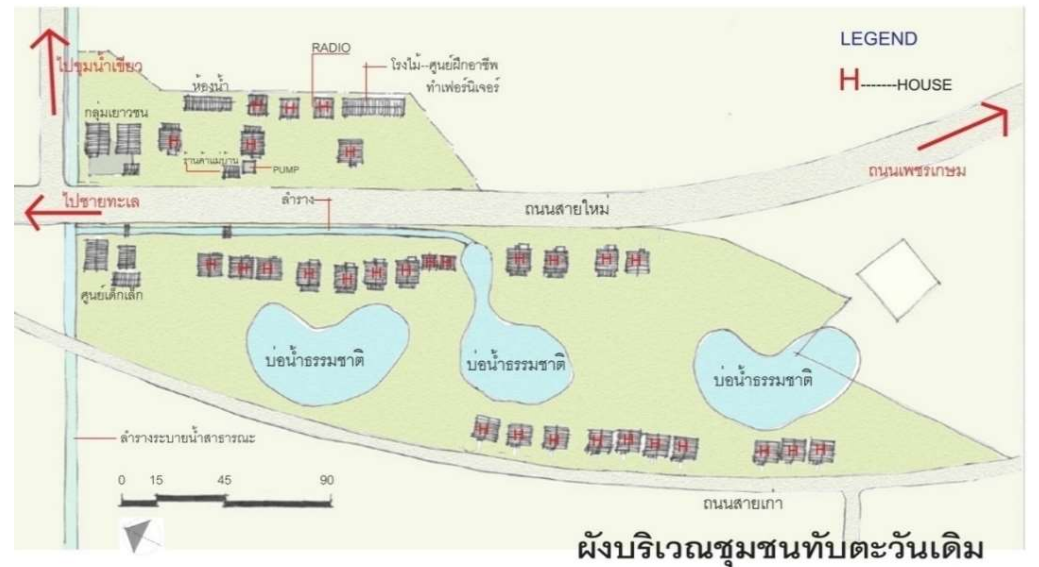 LEGEND
H-------HOUSE
RADIO
โรงไม้--ศูนย์ฝึกอาชีพ
ทำเฟอร์นิเจอร์
ไปชุมน้ำเขียว
ห้องน้ำ
กลุ่มเยาวชน
H H H
H H H
ร้านค้าแม่บ้าน
PUMP
ถนนเพชรเกษม
ไปชายทะเล
ลำราง
ถนนสายใหม่
H H H H H H H H H H H H H
ศูนย์เด็กเล็ก
บ่อน้ำธรรมชาติ
บ่อน้ำธรรมชาติ
บ่อน้ำธรรมชาติ
H H H H H H H H H H
ลำรางระบายน้ำสาธารณะ
0 15 45 90
ถนนสายเก่า
ผังบริเวณชุมชนทับตะวันเดิม